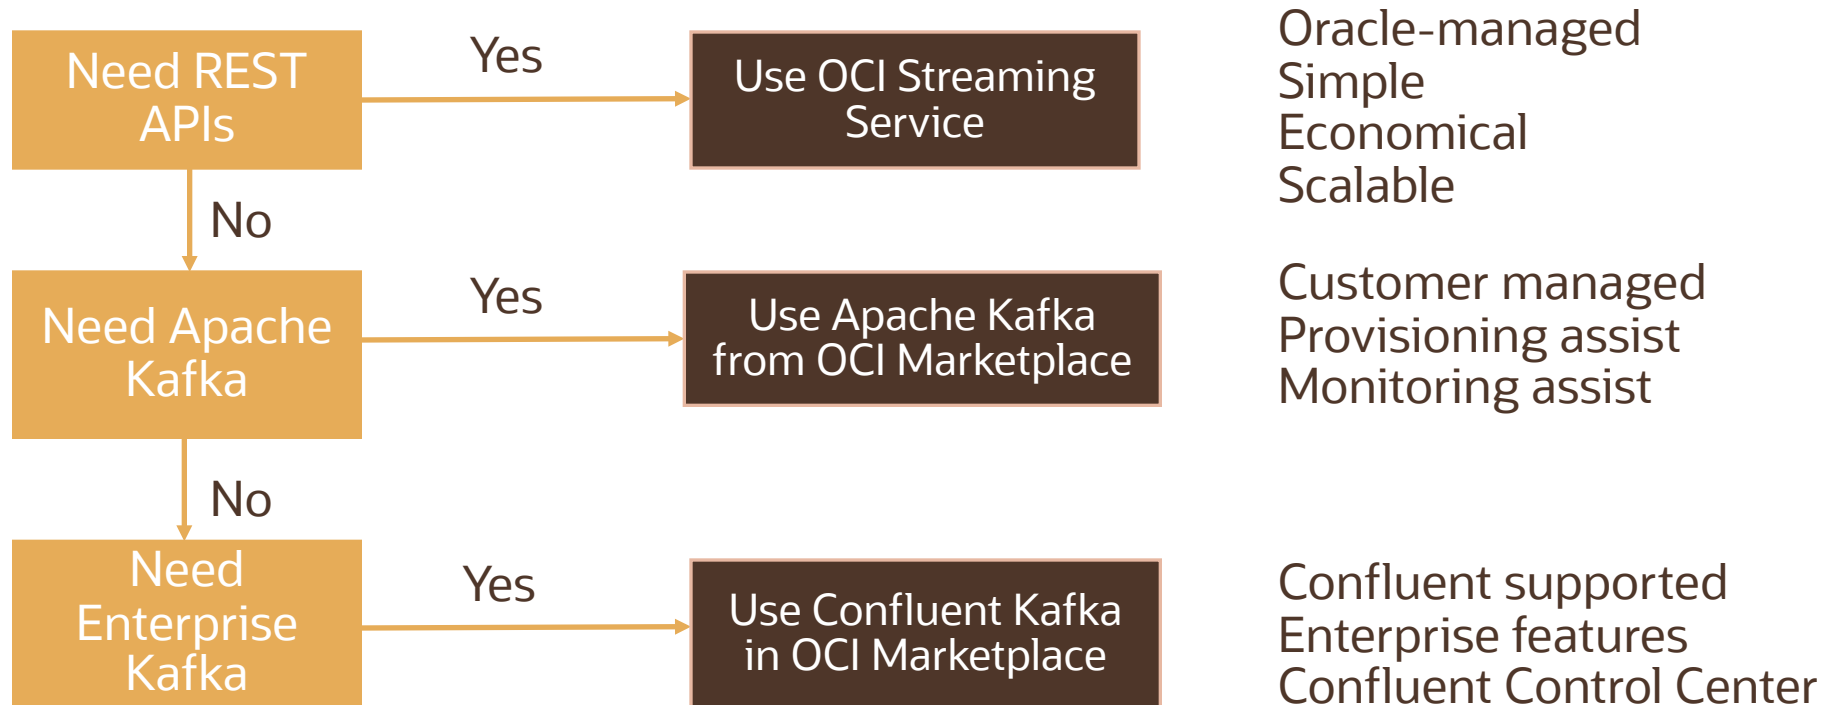 Need REST
APIs
Yes
Use OCI Streaming
Service
Oracle-managed
Simple
Economical
Scalable
No
Need Apache
Kafka
Yes
Use Apache Kafka
from OCI Marketplace
Customer managed
Provisioning assist
Monitoring assist
No
Need
Enterprise
Kafka
Yes
Use Confluent Kafka
in OCI Marketplace
Confluent supported
Enterprise features
Confluent Control Center